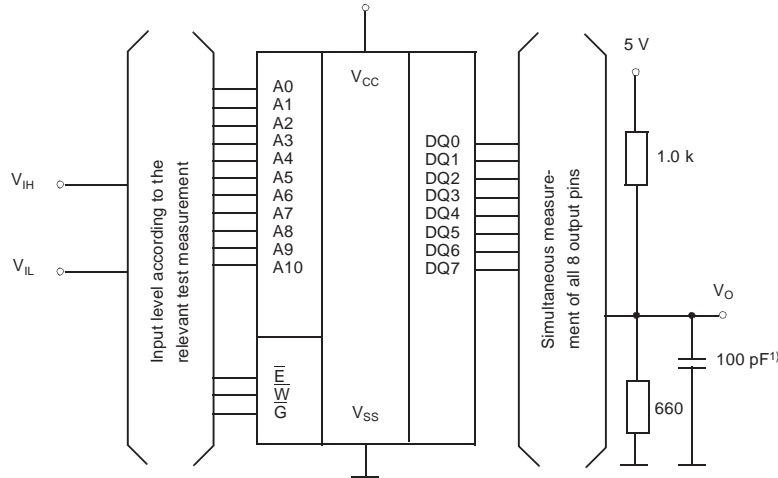 5 V
V_CC
A0
A1
A2
A3
A4
A5
A6
A7
A8
A9
A10
DQ0
DQ1
DQ2
DQ3
DQ4
DQ5
DQ6
DQ7
1.0 k
V_IH
V_IL
Input level according to the
relevant test measurement
Simultaneous measure-
ment of all 8 output pins
V_O
100 pF¹⁾
E̅
W̅
G̅
V_SS
660